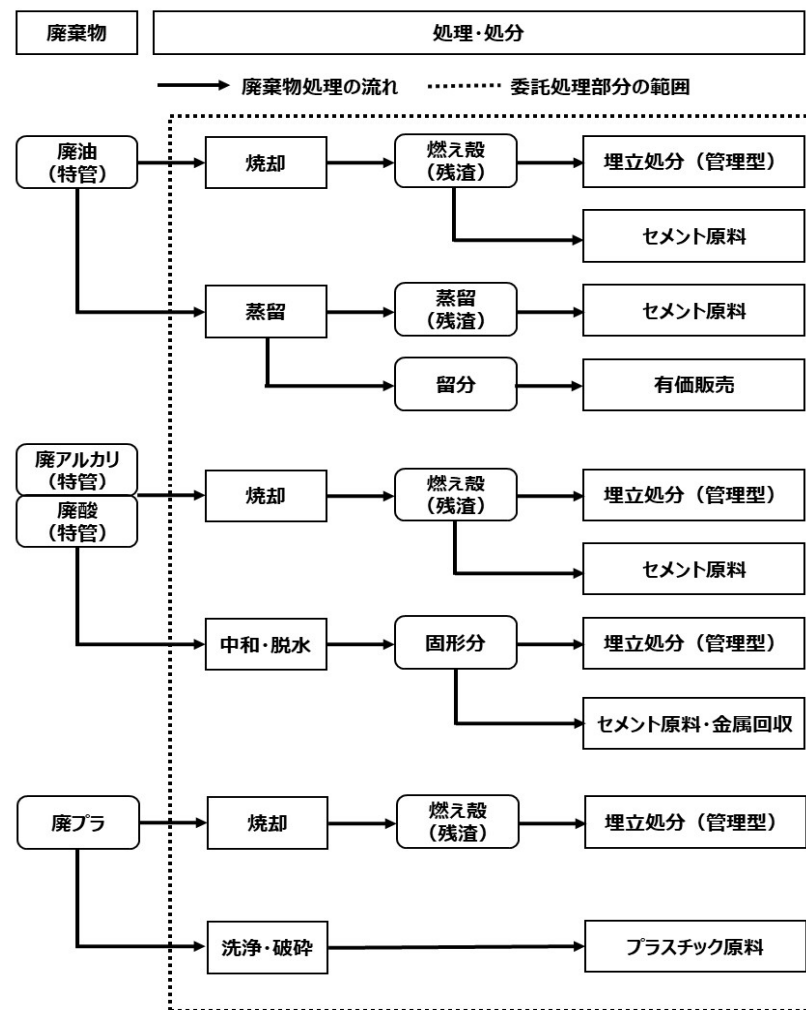 廃棄物
処理・処分
廃棄物処理の流れ
委託処理部分の範囲
廃油
（特管）
焼却
燃え殻
（残渣）
埋立処分（管理型）
セメント原料
蒸留
蒸留
（残渣）
セメント原料
留分
有価販売
廃アルカリ
（特管）
廃酸
（特管）
焼却
燃え殻
（残渣）
埋立処分（管理型）
セメント原料
中和・脱水
固形分
埋立処分（管理型）
セメント原料・金属回収
廃プラ
焼却
燃え殻
（残渣）
埋立処分（管理型）
洗浄・破砕
プラスチック原料